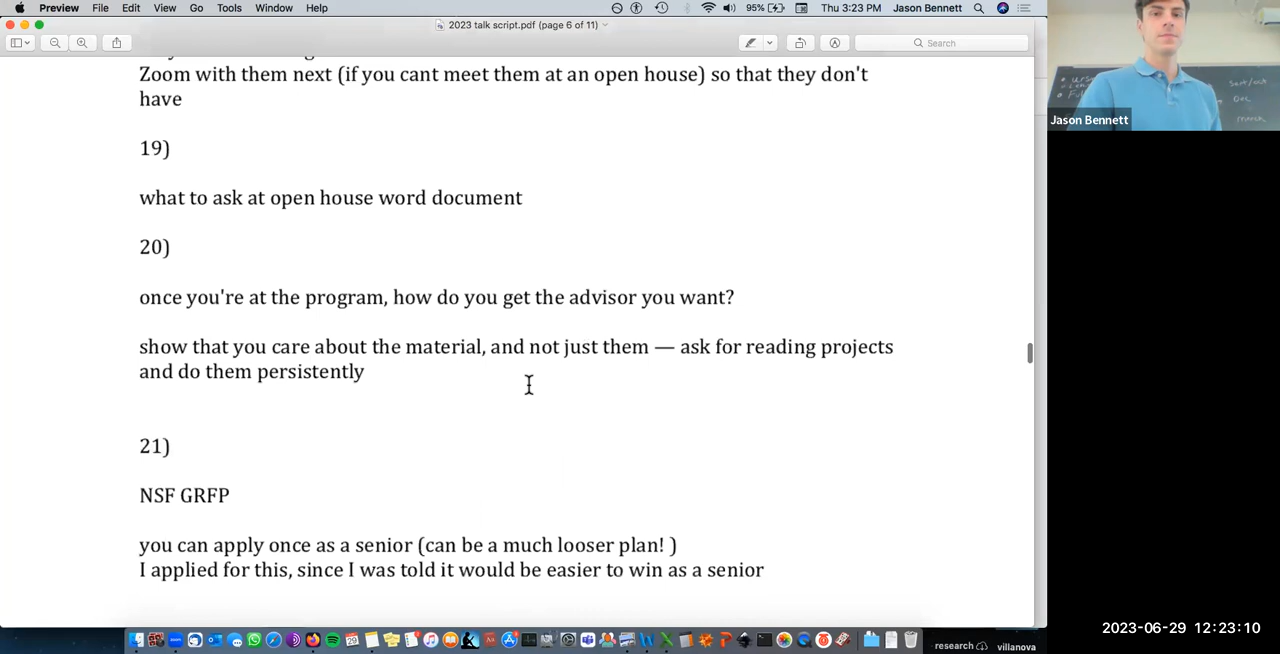 Preview File Edit View Go Tools Window Help
95% Thu 3:23 PM Jason Bennett
2023 talk script.pdf (page 6 of 11)
Search
Zoom with them next (if you cant meet them at an open house) so that they don't
have
19)
what to ask at open house word document
20)
once you're at the program, how do you get the advisor you want?
show that you care about the material, and not just them — ask for reading projects
and do them persistently
21)
NSF GRFP
you can apply once as a senior (can be a much looser plan! )
I applied for this, since I was told it would be easier to win as a senior
Jason Bennett
Dec
2023-06-29 12:23:10
research
villanova